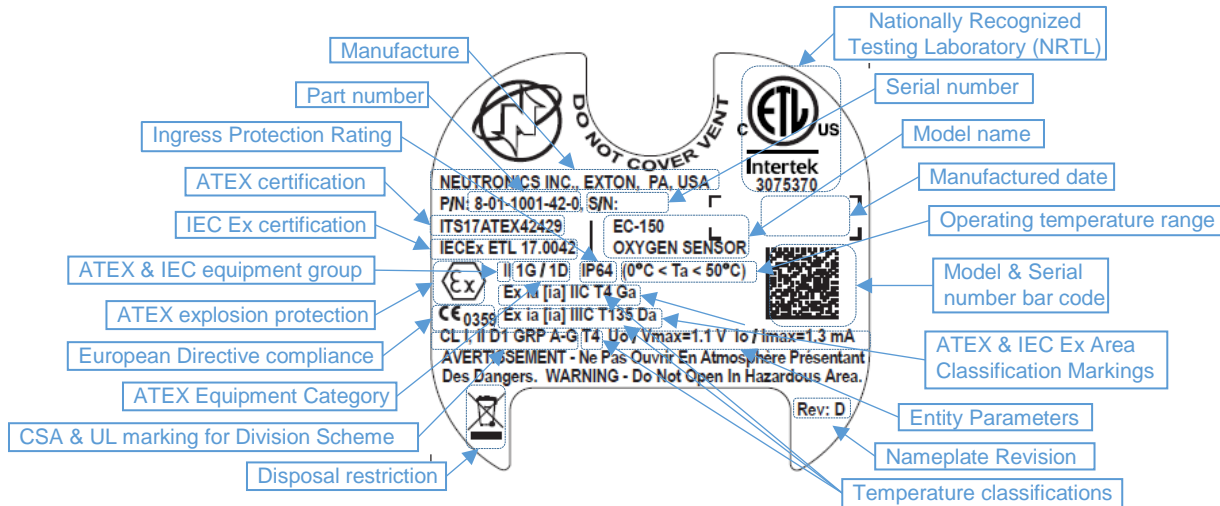 Nationally Recognized
Testing Laboratory (NRTL)
Manufacture
Serial number
Part number
Ingress Protection Rating
Model name
ATEX certification
Manufactured date
IEC Ex certification
Operating temperature range
ATEX & IEC equipment group
Model & Serial
number bar code
ATEX explosion protection
European Directive compliance
ATEX & IEC Ex Area
Classification Markings
ATEX Equipment Category
Entity Parameters
CSA & UL marking for Division Scheme
Nameplate Revision
Disposal restriction
Temperature classifications
DO NOT COVER VENT
ETL
C US
Intertek
3075370
NEUTRONICS INC., EXTON, PA, USA
P/N: 8-01-1001-42-0, S/N:
ITS17ATEX42429
EC-150
IECEx ETL 17.0042
OXYGEN SENSOR
Ex II 1G / 1D IP64 (0°C < Ta < 50°C)
Ex ia [ia] IIC T4 Ga
CE 0359 Ex ia [ia] IIIC T135 Da
CL I, II D1 GRP A-G T4 Uo / Vmax=1.1 V Io / Imax=1.3 mA
AVERTISSEMENT - Ne Pas Ouvrir En Atmosphère Présentant
Des Dangers. WARNING - Do Not Open In Hazardous Area.
Rev: D